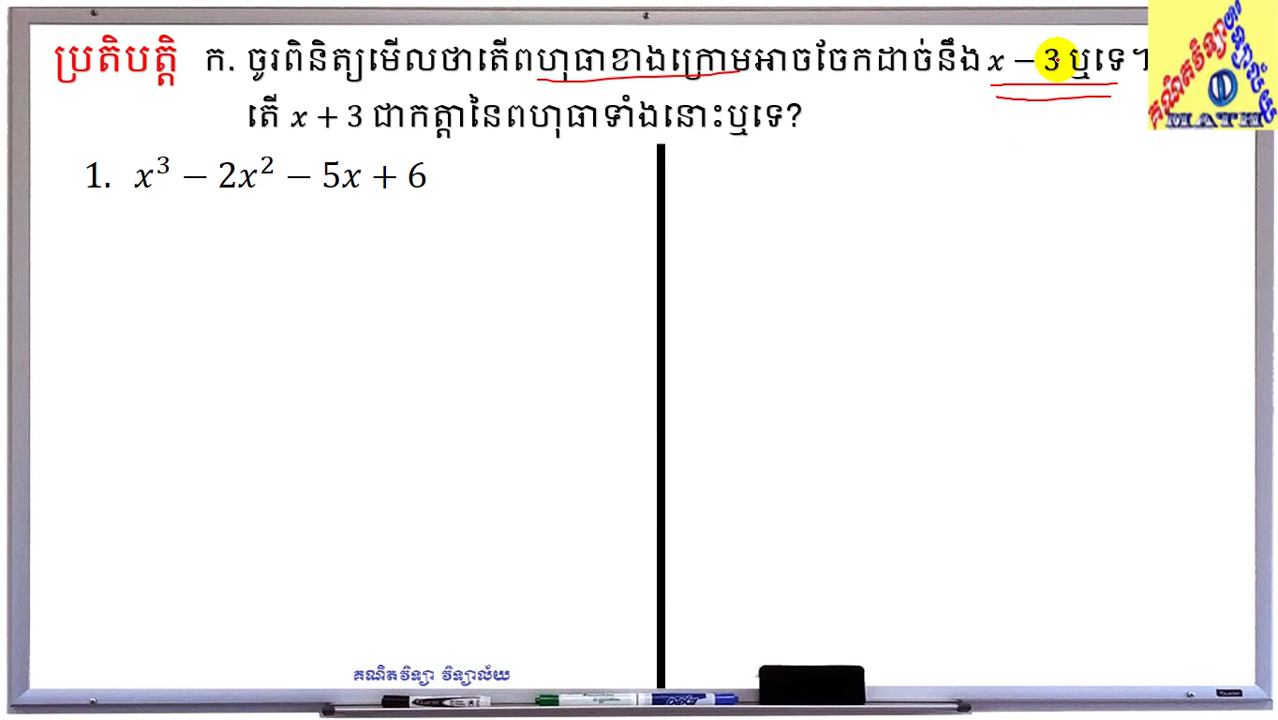 ប្រតិបត្តិ ក. ចូរពិនិត្យមើលថាតើពហុធាខាងក្រោមអាចចែកដាច់នឹង x − 3 ឬទេ។
តើ x + 3 ជាកត្តានៃពហុធាទាំងនោះឬទេ?
1. x³ − 2x² − 5x + 6
គណិតវិទ្យា វិទ្យាល័យ
MATH